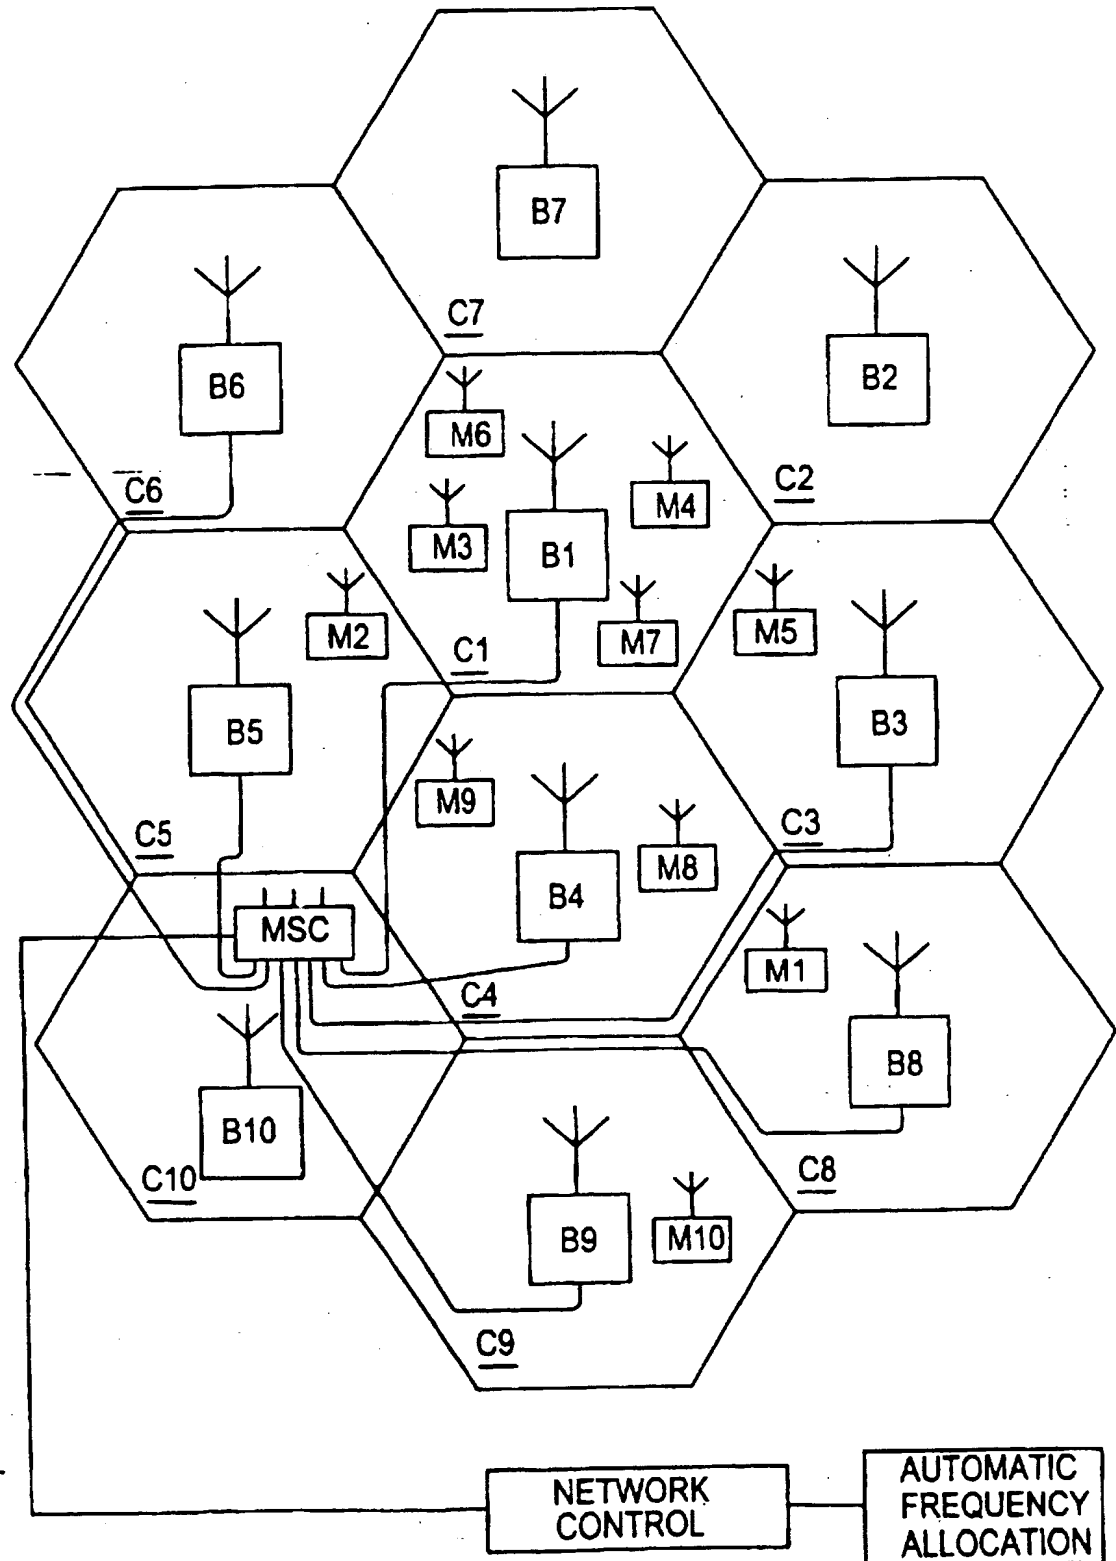 B7
C7
B6
B2
M6
M4
C2
C6
M3
B1
M2
M7
M5
C1
B5
B3
M9
C3
C5
M8
B4
MSC
M1
C4
B8
B10
C10
C8
B9
M10
C9
NETWORK
CONTROL
AUTOMATIC
FREQUENCY
ALLOCATION